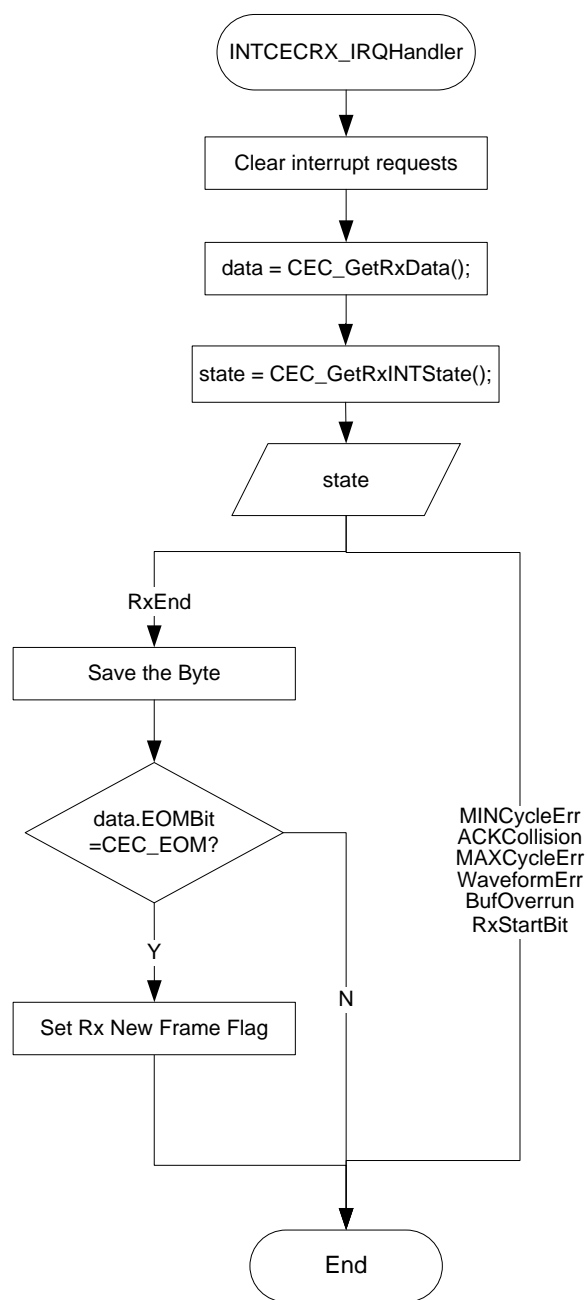 INTCECRX_IRQHandler
Clear interrupt requests
data = CEC_GetRxData();
state = CEC_GetRxINTState();
state
RxEnd
Save the Byte
data.EOMBit
=CEC_EOM?
MINCycleErr
ACKCollision
MAXCycleErr
WaveformErr
BufOverrun
RxStartBit
Y
N
Set Rx New Frame Flag
End